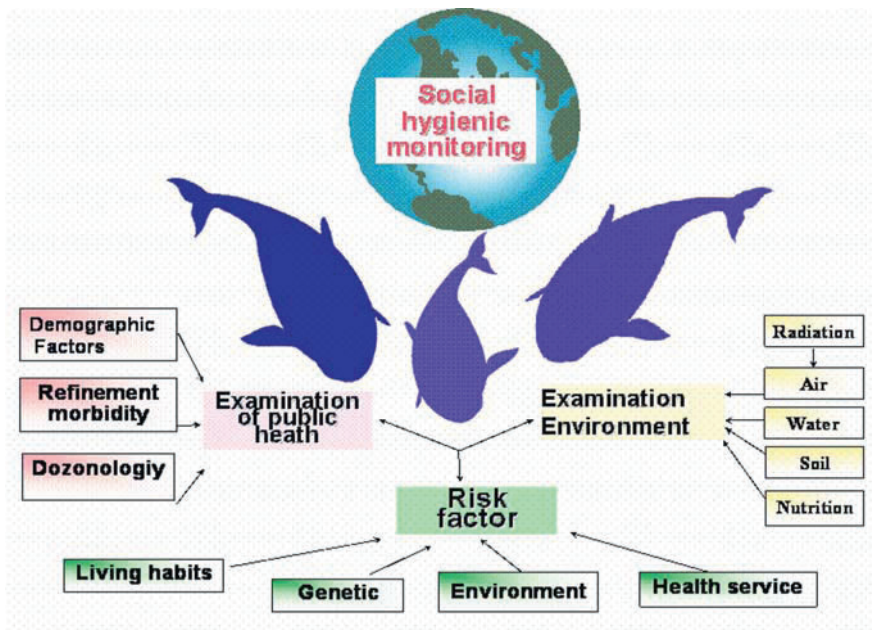 Social
hygienic
monitoring
Demographic
Factors
Refinement
morbidity
Dozonologiy
Examination
of public
heath
Examination
Environment
Radiation
Air
Water
Soil
Nutrition
Risk
factor
Living habits
Genetic
Environment
Health service